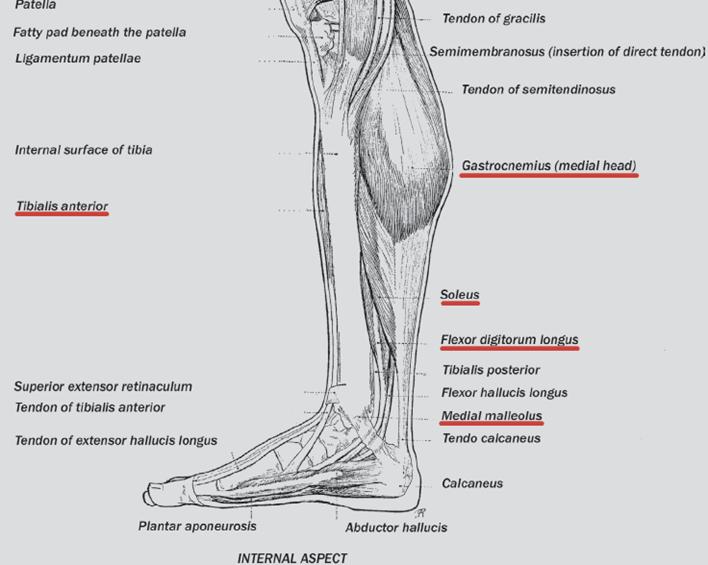 Patella
Fatty pad beneath the patella
Ligamentum patellae
Internal surface of tibia
Tibialis anterior
Superior extensor retinaculum
Tendon of tibialis anterior
Tendon of extensor hallucis longus
Tendon of gracilis
Semimembranosus (insertion of direct tendon)
Tendon of semitendinosus
Gastrocnemius (medial head)
Soleus
Flexor digitorum longus
Tibialis posterior
Flexor hallucis longus
Medial malleolus
Tendo calcaneus
Calcaneus
Plantar aponeurosis
Abductor hallucis
INTERNAL ASPECT